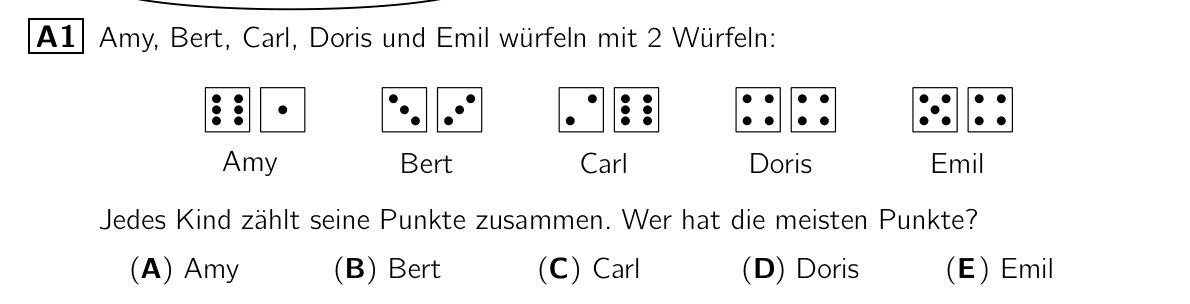 A1 Amy, Bert, Carl, Doris und Emil würfeln mit 2 Würfeln:
Amy Bert Carl Doris Emil
Jedes Kind zählt seine Punkte zusammen. Wer hat die meisten Punkte?
(A) Amy (B) Bert (C) Carl (D) Doris (E) Emil